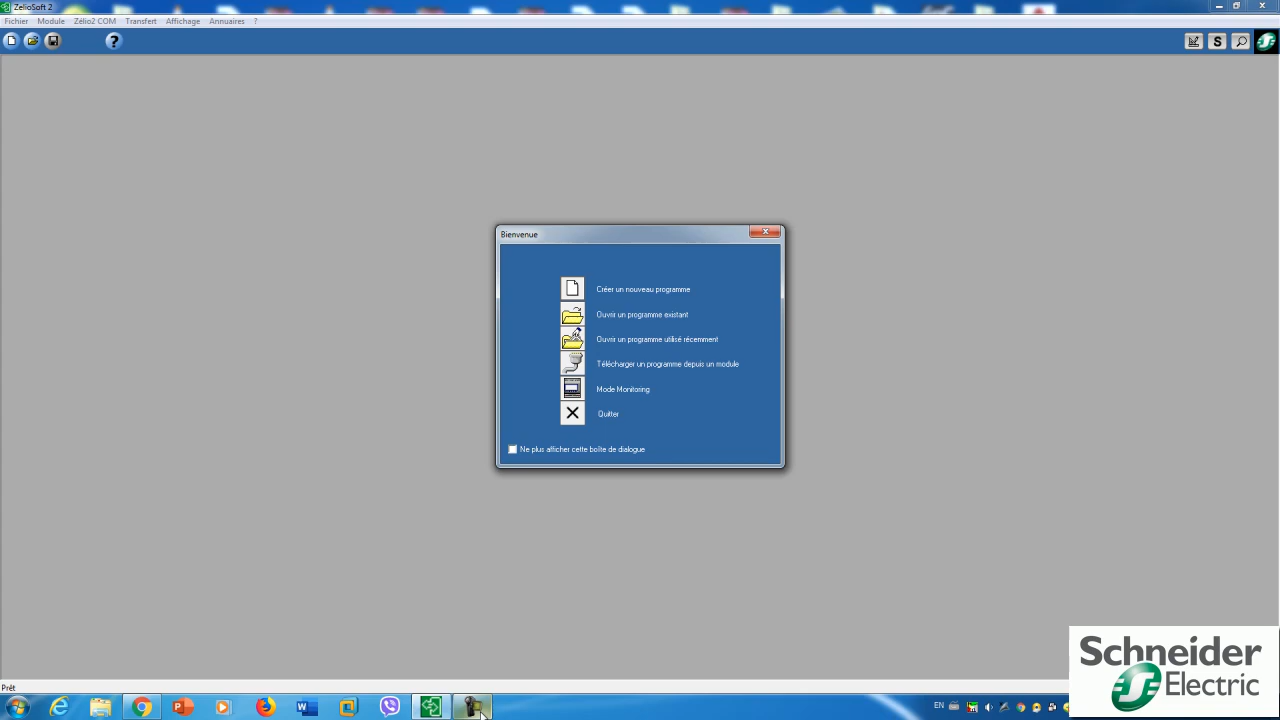 ZelioSoft 2
Fichier Module Zélio2 COM Transfert Affichage Annuaires ?
?
S
Bienvenue
Créer un nouveau programme
Ouvrir un programme existant
Ouvrir un programme utilisé récemment
Télécharger un programme depuis un module
Mode Monitoring
Quitter
Ne plus afficher cette boîte de dialogue
Schneider
Electric
Prêt
EN